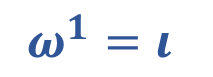 ω¹ = ι